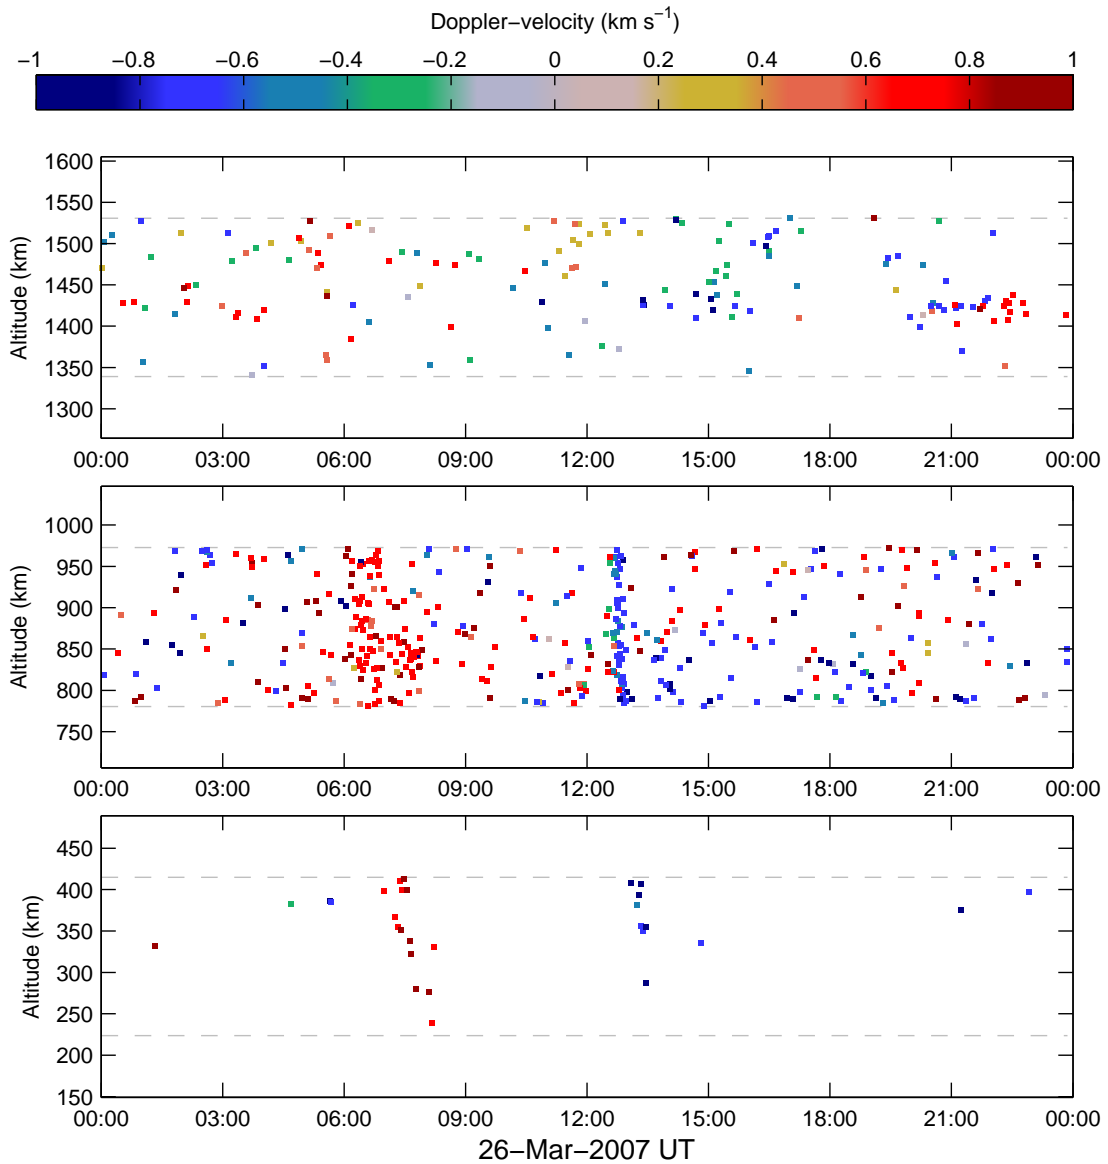 Doppler−velocity (km s−1)
−1 −0.8 −0.6 −0.4 −0.2 0 0.2 0.4 0.6 0.8 1
1600
1550
1500
1450
1400
1350
1300
Altitude (km)
00:00 03:00 06:00 09:00 12:00 15:00 18:00 21:00 00:00
1000
950
900
850
800
750
Altitude (km)
00:00 03:00 06:00 09:00 12:00 15:00 18:00 21:00 00:00
450
400
350
300
250
200
150
Altitude (km)
00:00 03:00 06:00 09:00 12:00 15:00 18:00 21:00 00:00
26−Mar−2007 UT